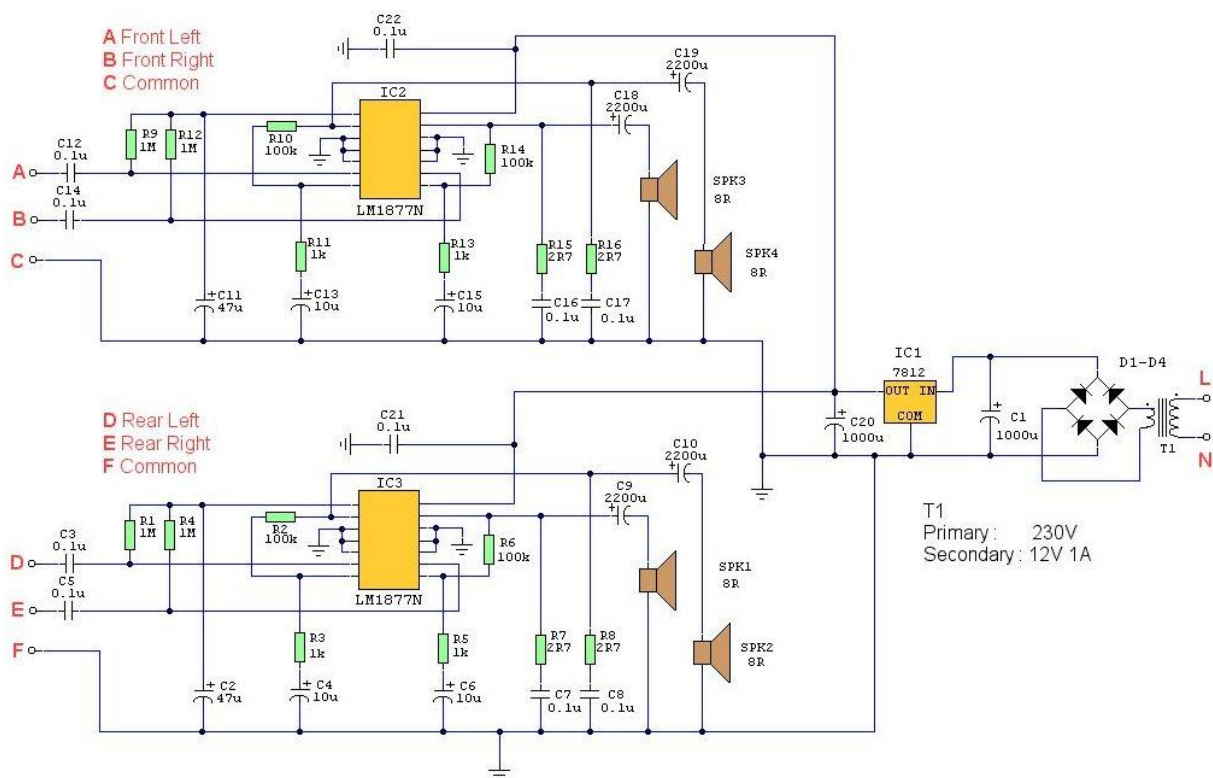 A Front Left
B Front Right
C Common
C22
0.1u
C19
2200u
IC2
C18
2200u
R9
1M
R12
1M
R10
100k
R14
100k
C12
0.1u
A
C14
0.1u
B
LM1877N
SPK3
8R
C
R11
1k
R13
1k
R15
2R7
R16
2R7
SPK4
8R
C11
47u
C13
10u
C15
10u
C16
0.1u
C17
0.1u
IC1
7812
OUT IN
COM
D1-D4
L
N
T1
C20
1000u
C1
1000u
D Rear Left
E Rear Right
F Common
C21
0.1u
C10
2200u
IC3
C9
2200u
R1
1M
R4
1M
R2
100k
R6
100k
C3
0.1u
D
C5
0.1u
E
LM1877N
SPK1
8R
F
R3
1k
R5
1k
R7
2R7
R8
2R7
SPK2
8R
C2
47u
C4
10u
C6
10u
C7
0.1u
C8
0.1u
T1
Primary : 230V
Secondary : 12V 1A